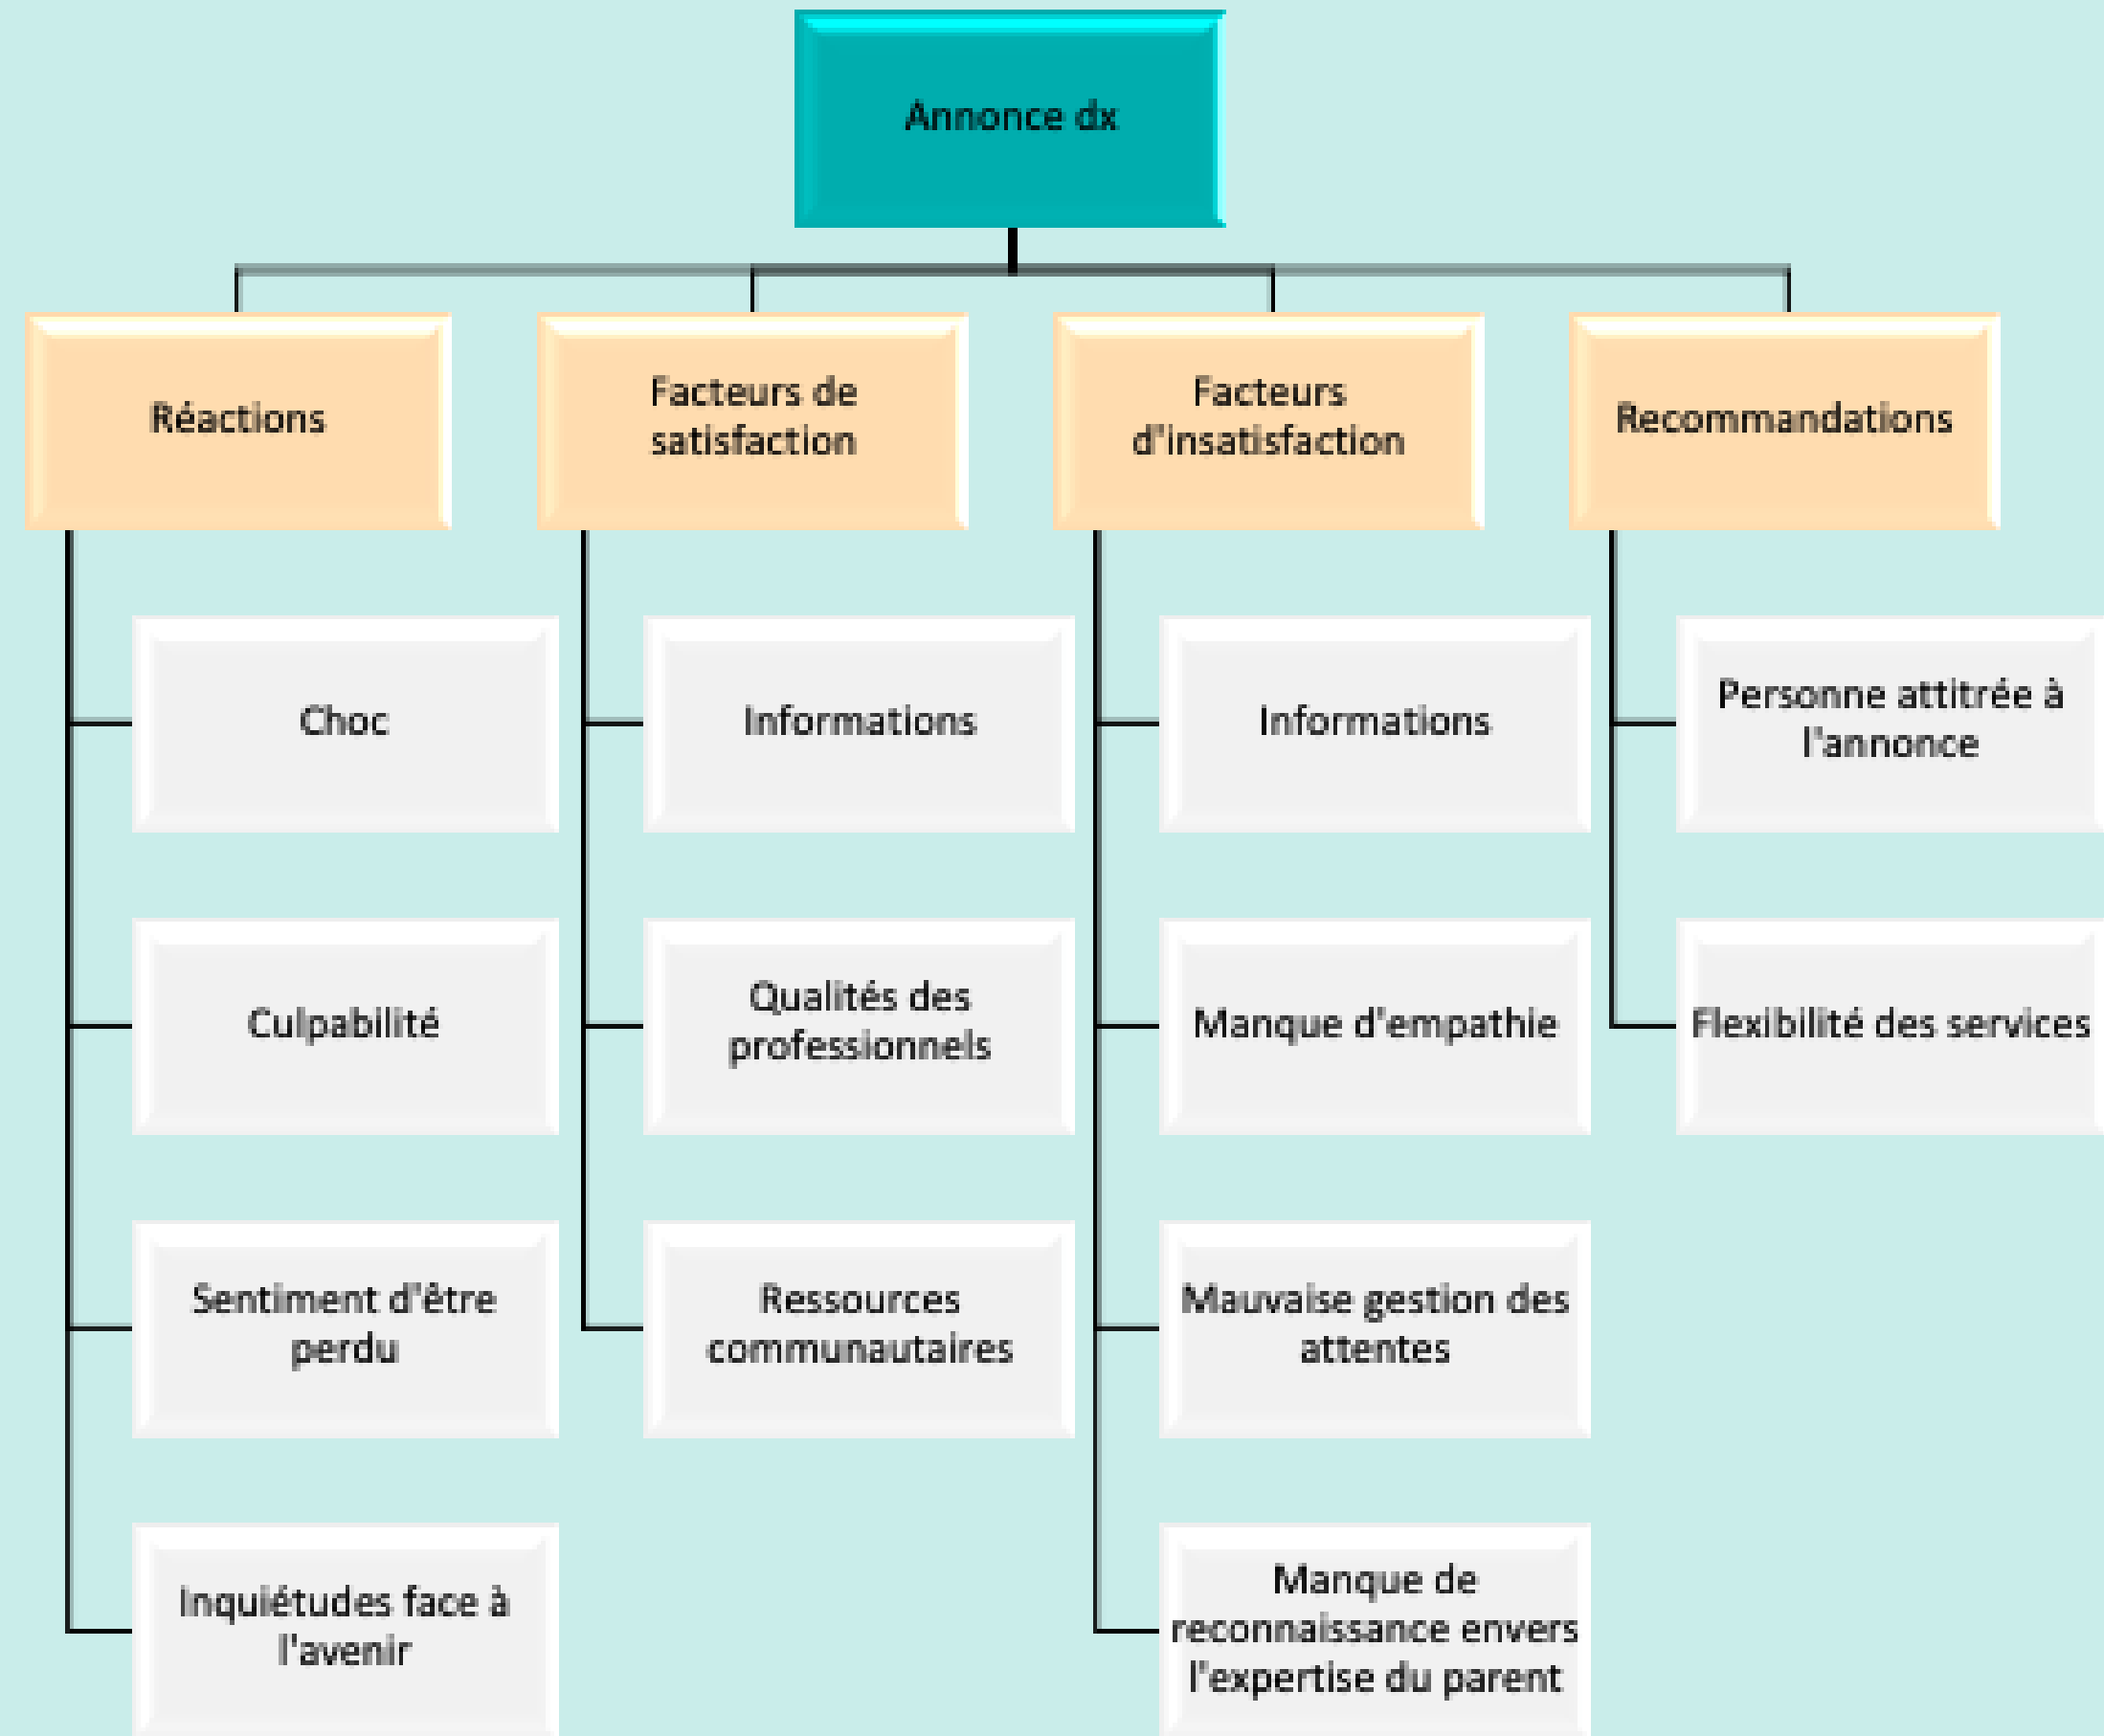 Annonce dx
Réactions
Facteurs de
satisfaction
Facteurs
d'insatisfaction
Recommandations
Choc
Culpabilité
Sentiment d'être
perdu
Inquiétudes face à
l'avenir
Informations
Qualités des
professionnels
Ressources
communautaires
Informations
Manque d'empathie
Mauvaise gestion des
attentes
Manque de
reconnaissance envers
l'expertise du parent
Personne attitrée à
l'annonce
Flexibilité des services